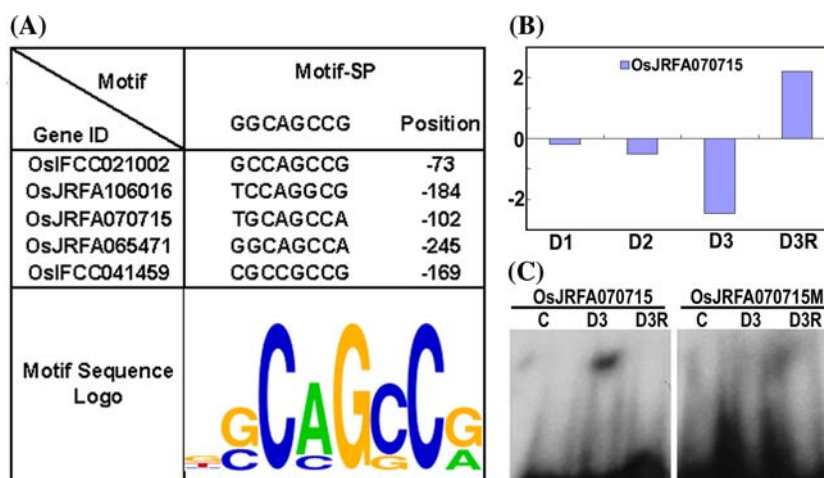 (A)
Motif
Gene ID
Motif-SP
GGCAGCCG Position
OsIFCC021002 GCCAGCCG -73
OsJRFA106016 TCCAGGCG -184
OsJRFA070715 TGCAGCCA -102
OsJRFA065471 GGCAGCCA -245
OsIFCC041459 CGCCGCCG -169
Motif Sequence
Logo
GCAGCCG
CCGA
(B)
OsJRFA070715
2
0
-2
D1 D2 D3 D3R
(C)
OsJRFA070715 OsJRFA070715M
C D3 D3R C D3 D3R